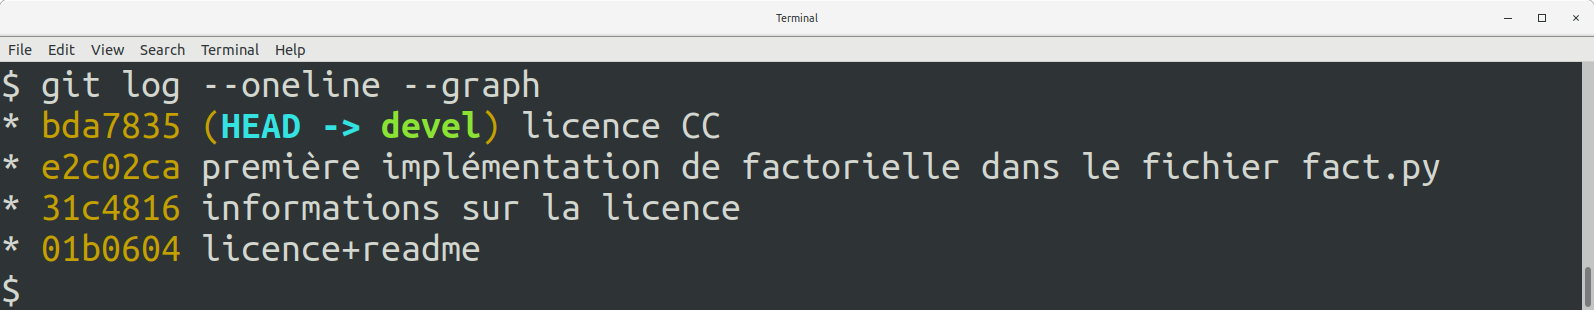 Terminal
File Edit View Search Terminal Help
$ git log --oneline --graph
* bda7835 (HEAD -> devel) licence CC
* e2c02ca première implémentation de factorielle dans le fichier fact.py
* 31c4816 informations sur la licence
* 01b0604 licence+readme
$